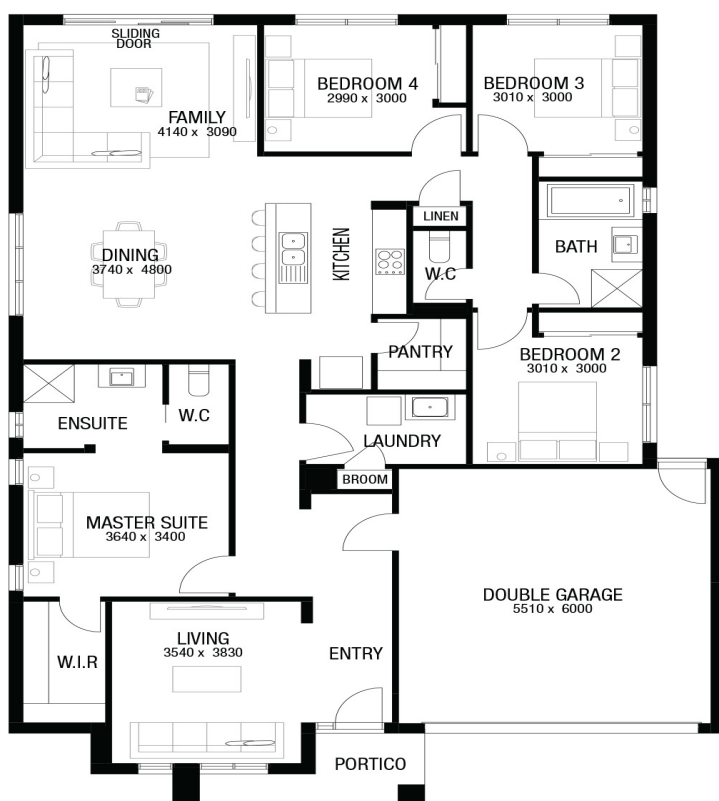 SLIDING
DOOR
FAMILY
4140 x 3090
BEDROOM 4
2990 x 3000
BEDROOM 3
3010 x 3000
LINEN
BATH
DINING
3740 x 4800
KITCHEN
W.C
PANTRY
BEDROOM 2
3010 x 3000
ENSUITE
W.C
LAUNDRY
BROOM
MASTER SUITE
3640 x 3400
DOUBLE GARAGE
5510 x 6000
LIVING
3540 x 3830
ENTRY
W.I.R
PORTICO